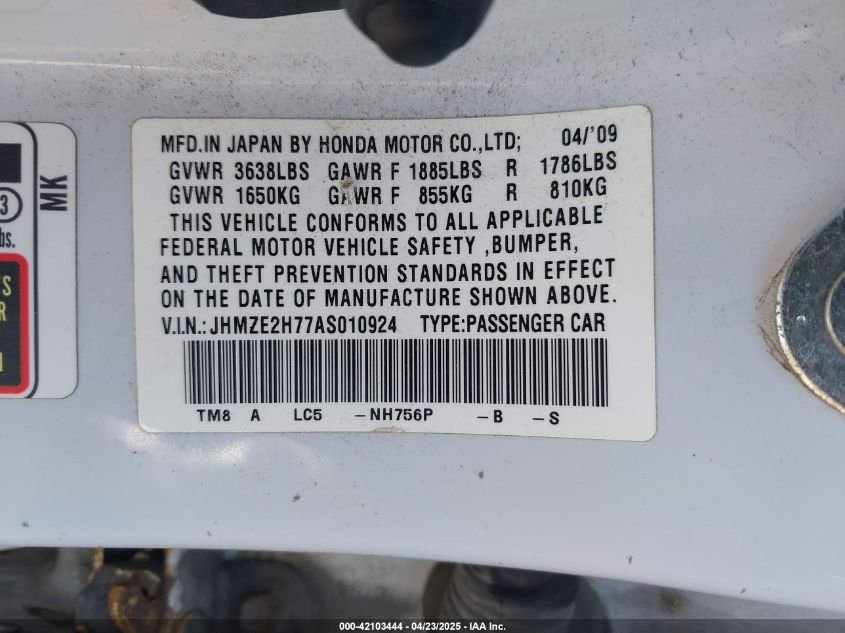 MFD.IN JAPAN BY HONDA MOTOR CO.,LTD; 04/'09
GVWR 3638LBS GAWR F 1885LBS R 1786LBS
GVWR 1650KG GAWR F 855KG R 810KG
THIS VEHICLE CONFORMS TO ALL APPLICABLE
FEDERAL MOTOR VEHICLE SAFETY ,BUMPER,
AND THEFT PREVENTION STANDARDS IN EFFECT
ON THE DATE OF MANUFACTURE SHOWN ABOVE.
V.I.N.:JHMZE2H77AS010924 TYPE:PASSENGER CAR
TM8 A LC5 -NH756P -B -S
MK
3
bs.
S
R
000-42103444 / 04/23/2025 - IAA Inc.